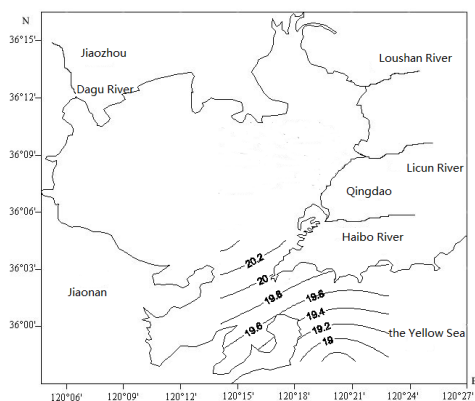 N
36°15'
Jiaozhou
Loushan River
Dagu River
36°12'
36°09'
Licun River
Qingdao
36°06'
Haibo River
20.2
36°03'
20
Jiaonan
19.8
19.6
19.4
36°00'
19.6
19.2
the Yellow Sea
19
E
120°06'
120°09'
120°12'
120°15'
120°18'
120°21'
120°24'
120°27'